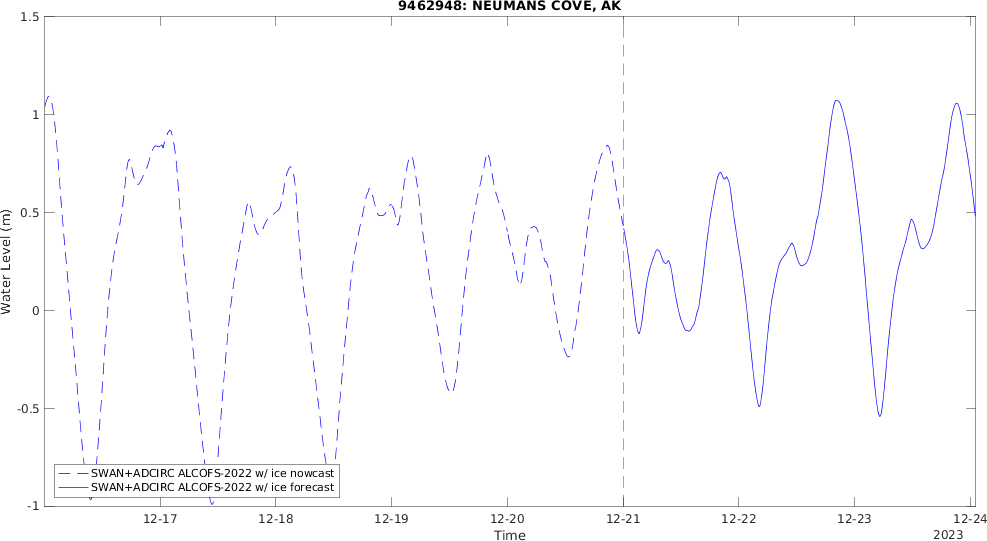 9462948: NEUMANS COVE, AK
1.5
1
0.5
0
-0.5
-1
Water Level (m)
SWAN+ADCIRC ALCOFS-2022 w/ ice nowcast
SWAN+ADCIRC ALCOFS-2022 w/ ice forecast
12-17 12-18 12-19 12-20 12-21 12-22 12-23 12-24
Time
2023